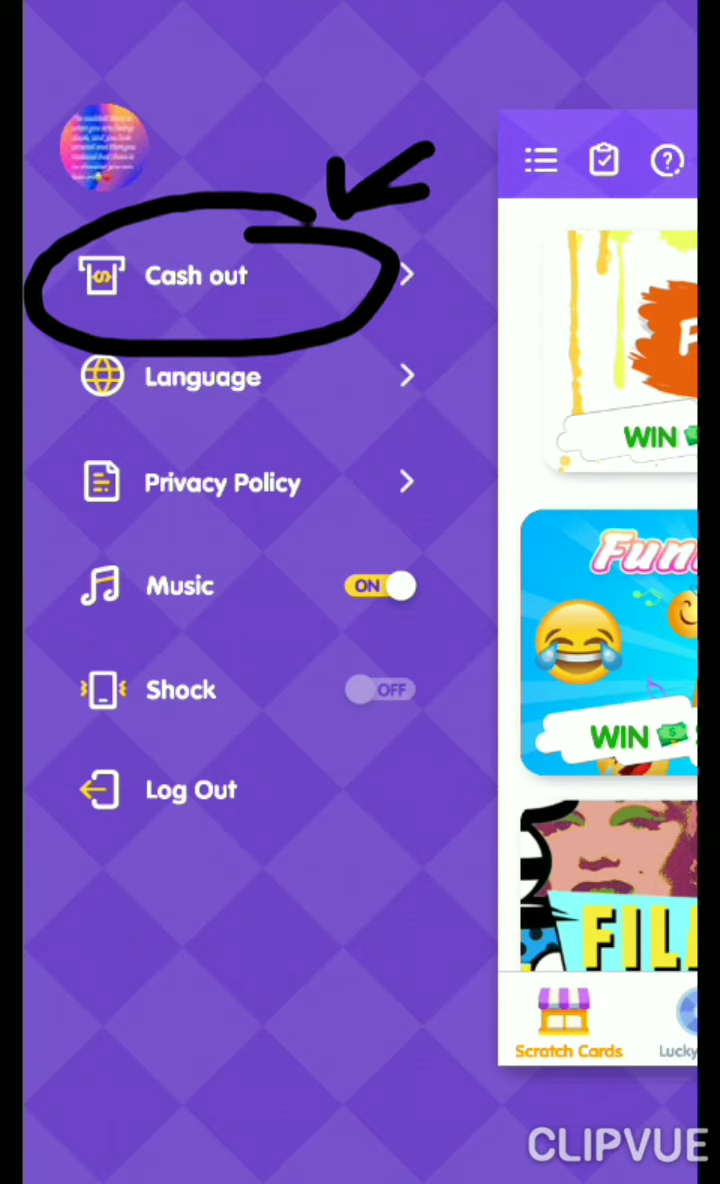 Cash out
Language
Privacy Policy
Music
ON
Shock
OFF
Log Out
WIN
Fun
WIN
FIL
Scratch Cards
Lucky
CLIPVUE